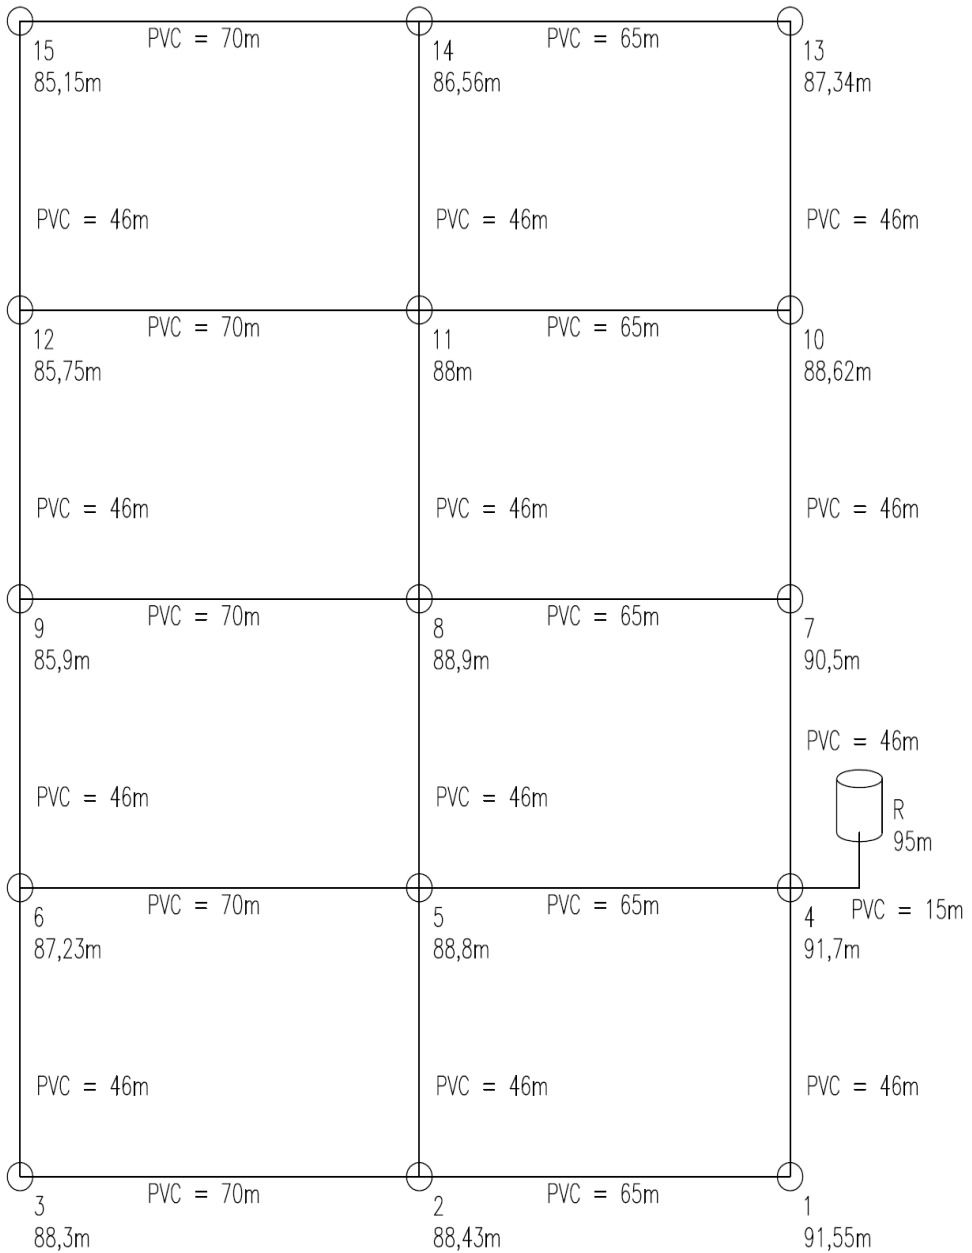 PVC = 70m
PVC = 65m
15
85,15m
14
86,56m
13
87,34m
PVC = 46m
PVC = 46m
PVC = 46m
PVC = 70m
PVC = 65m
12
85,75m
11
88m
10
88,62m
PVC = 46m
PVC = 46m
PVC = 46m
PVC = 70m
PVC = 65m
9
85,9m
8
88,9m
7
90,5m
PVC = 46m
PVC = 46m
PVC = 46m
R
95m
PVC = 70m
PVC = 65m
PVC = 15m
6
87,23m
5
88,8m
4
91,7m
PVC = 46m
PVC = 46m
PVC = 46m
PVC = 70m
PVC = 65m
3
88,3m
2
88,43m
1
91,55m